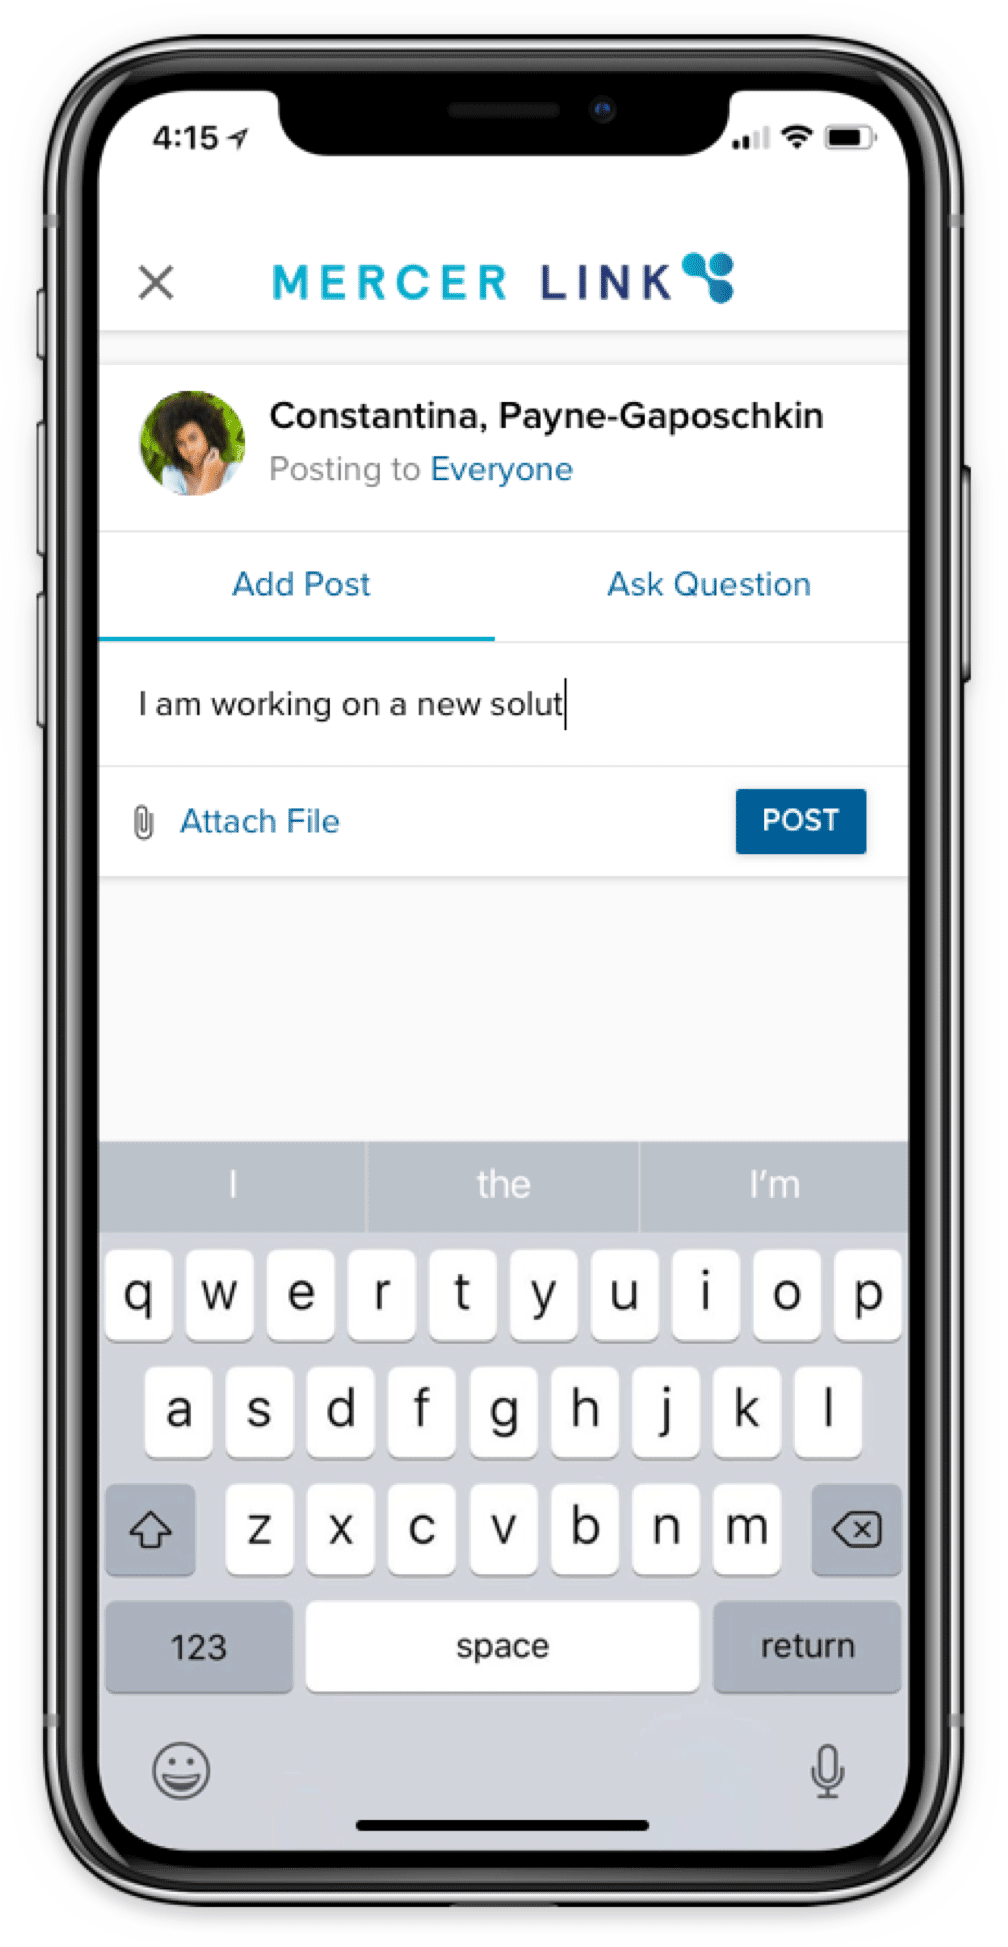 4:15
MERCER LINK
Constantina, Payne-Gaposchkin
Posting to Everyone
Add Post Ask Question
I am working on a new solut
Attach File POST
I the I'm
q w e r t y u i o p
a s d f g h j k l
z x c v b n m
123 space return